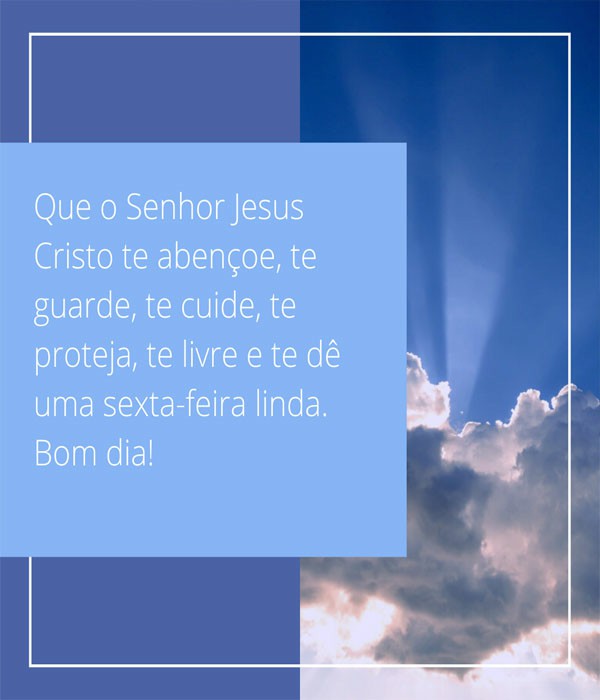 Que o Senhor Jesus
Cristo te abençoe, te
guarde, te cuide, te
proteja, te livre e te dê
uma sexta-feira linda.
Bom dia!